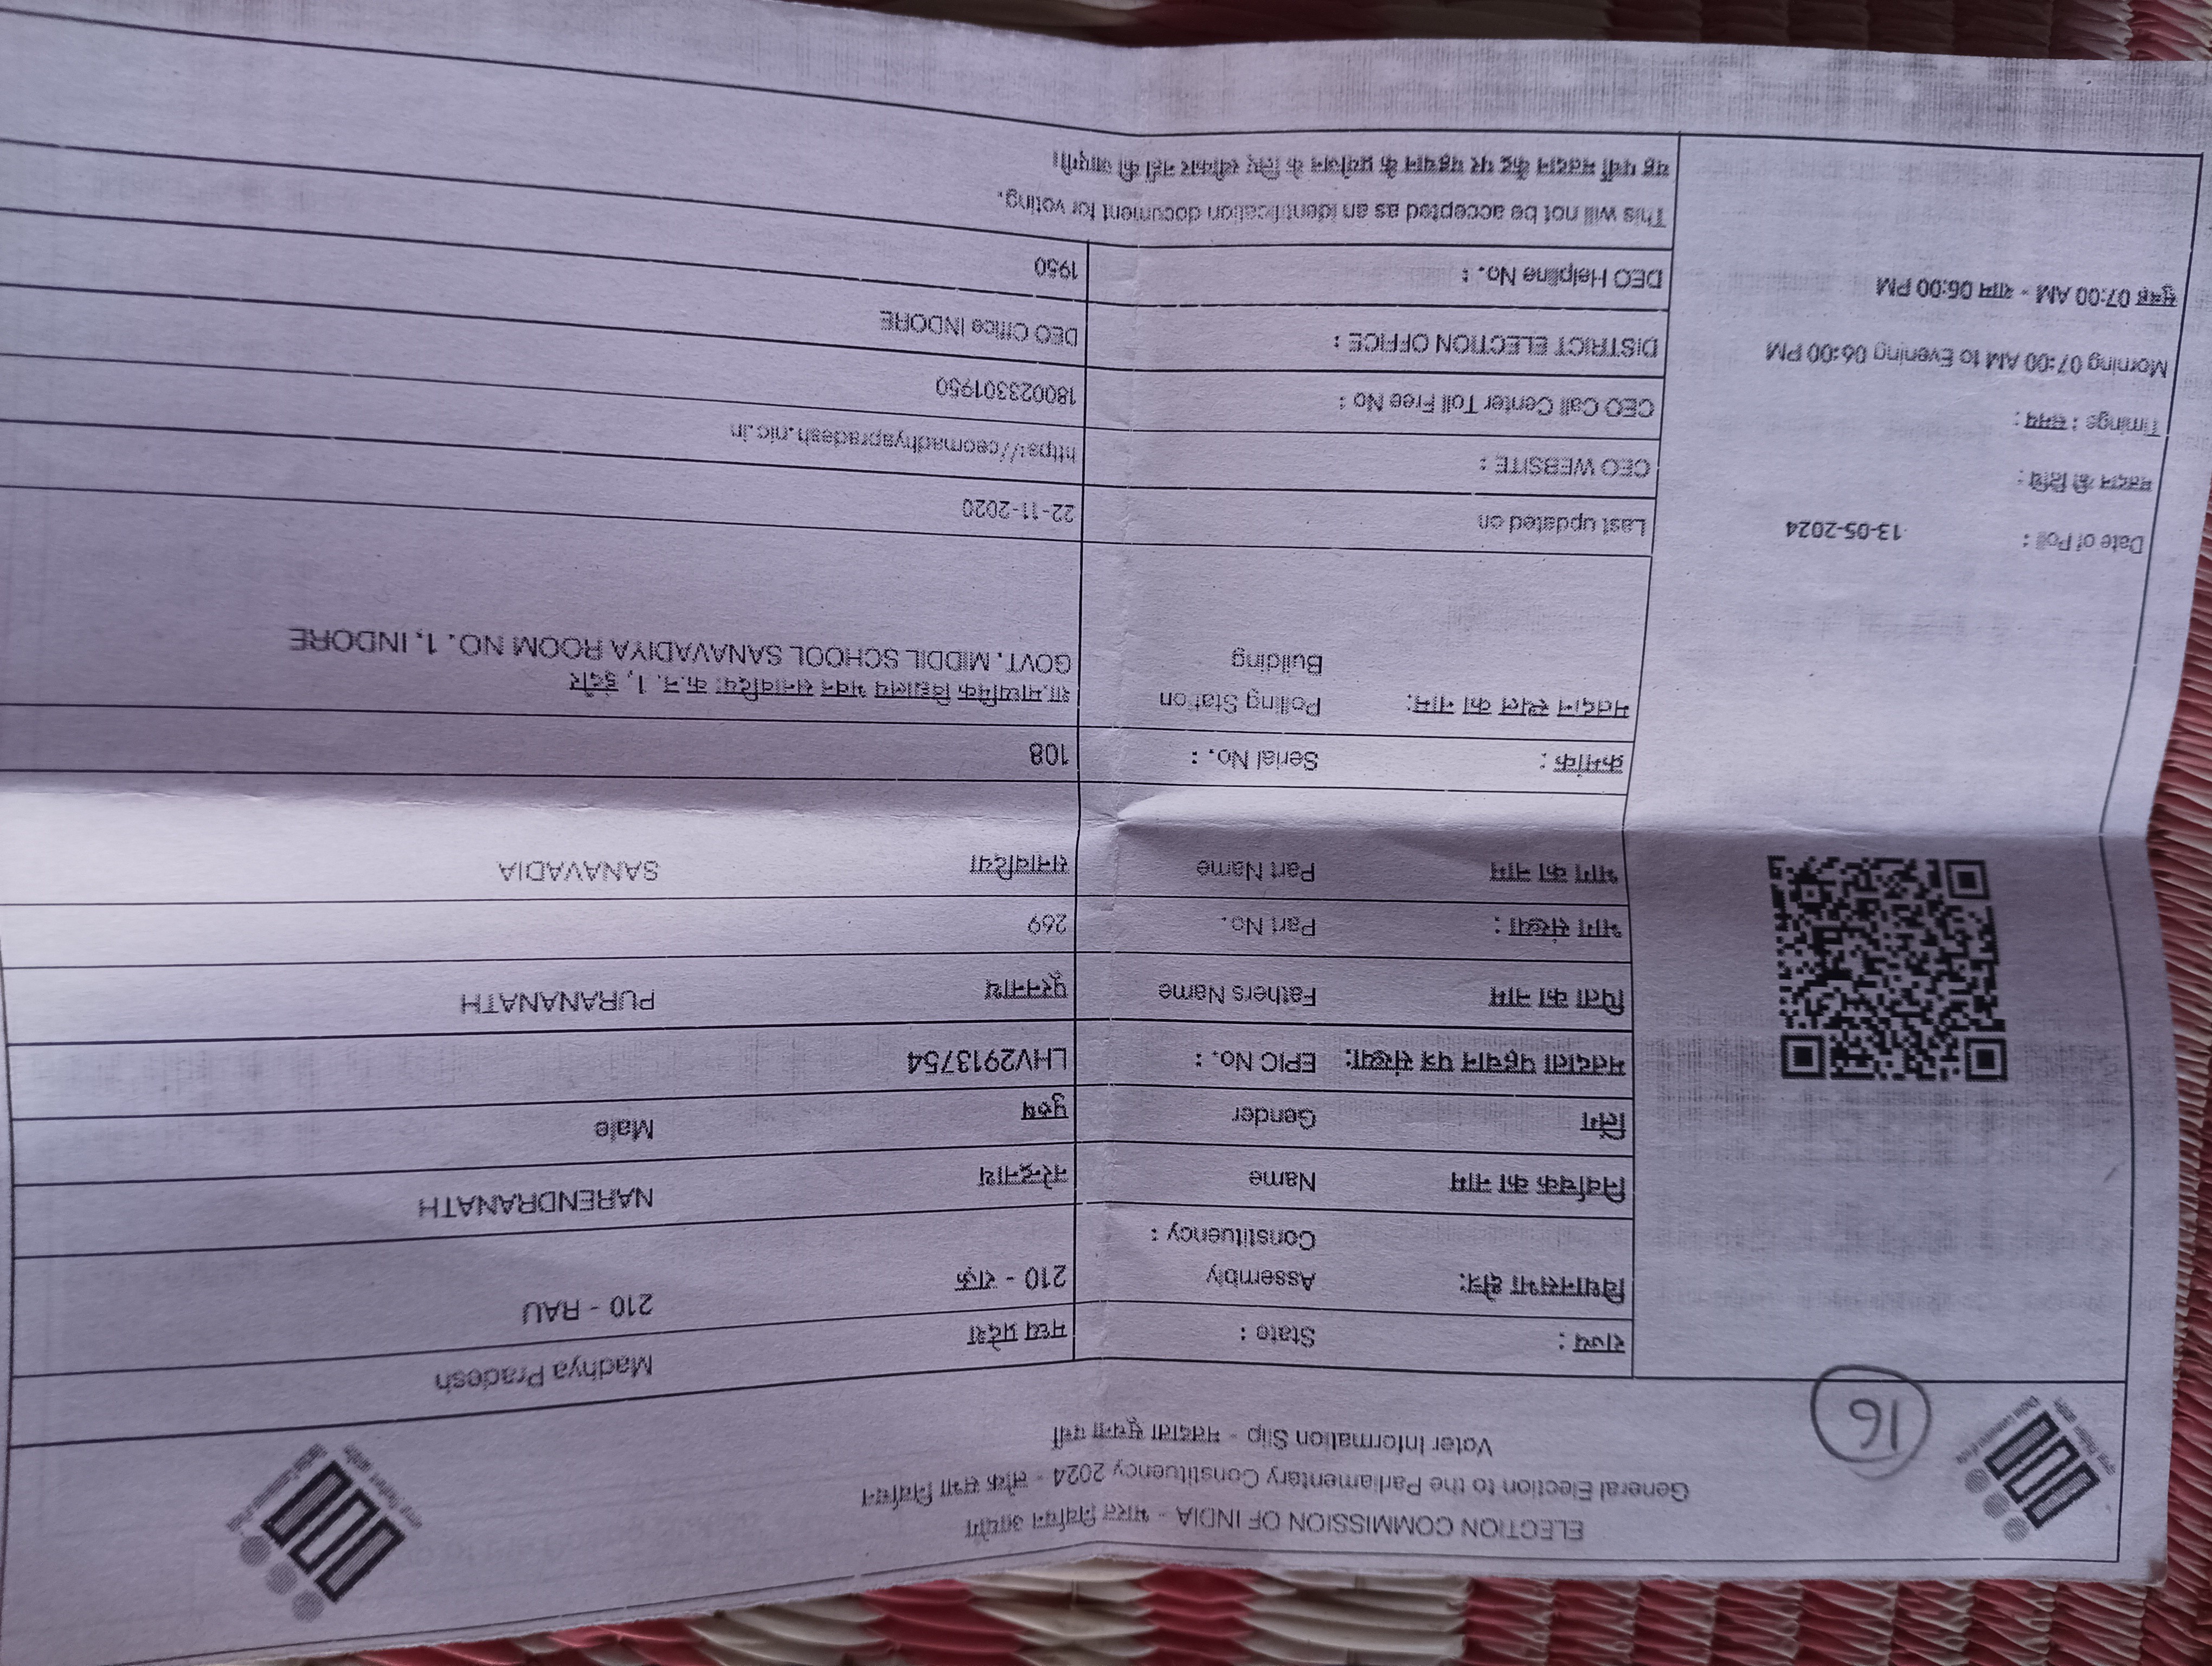 ELECTION COMMISSION OF INDIA - भारत निर्वाचन आयोग
General Election to the Parliamentary Constituency 2024 - लोक सभा निर्वाचन
Voter Information Slip - मतदाता सूचना पर्ची
16
राज्य : State : मध्य प्रदेश Madhya Pradesh
विधानसभा क्षेत्र: Assembly Constituency : 210 - राऊ 210 - RAU
निर्वाचक का नाम Name नरेन्द्रनाथ NARENDRANATH
लिंग Gender पुरुष Male
मतदाता पहचान पत्र संख्या: EPIC No. : LHV2913754
पिता का नाम Fathers Name पूरननाथ PURANANATH
भाग संख्या : Part No. 269
भाग का नाम Part Name सनावदिया SANAVADIA
क्रमांक : Serial No. : 108
मतदान स्थल का नाम: Polling Station Building
शा.माध्यमिक विद्यालय भवन सनावदिया क.न. 1, इंदौर
GOVT. MIDDIL SCHOOL SANAVADIYA ROOM NO. 1, INDORE
Last updated on 22-11-2020
CEO WEBSITE : https://ceomadhyapradesh.nic.in
CEO Call Center Toll Free No : 18002331950
DISTRICT ELECTION OFFICE : DEO Office INDORE
DEO Helpline No. : 1950
This will not be accepted as an identification document for voting.
यह पर्ची मतदान केंद्र पर पहचान के प्रयोजन के लिए स्वीकार नहीं की जाएगी।
Date of Poll : 13-05-2024
मतदान की तिथि :
Timings : समय :
Morning 07:00 AM to Evening 06:00 PM
सुबह 07:00 AM - शाम 06:00 PM